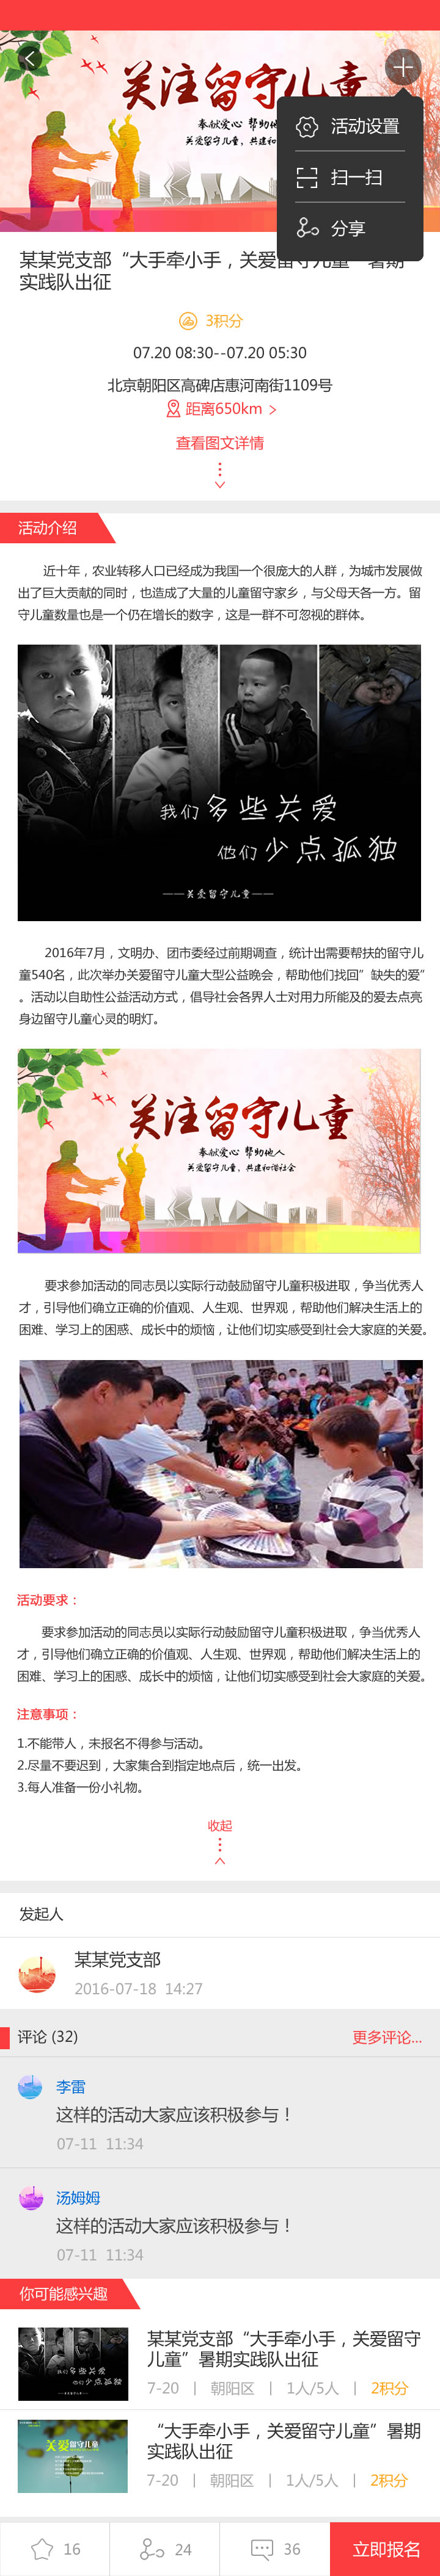 关注留守儿童
奉献爱心 帮助他
关爱留守儿童，共建和
活动设置
扫一扫
分享
某某党支部“大手牵小手，关爱留守儿童”暑期
实践队出征
3积分
07.20 08:30--07.20 05:30
北京朝阳区高碑店惠河南街1109号
距离650km >
查看图文详情
活动介绍
近十年，农业转移人口已经成为我国一个很庞大的人群，为城市发展做
出了巨大贡献的同时，也造成了大量的儿童留守家乡，与父母天各一方。留
守儿童数量也是一个仍在增长的数字，这是一群不可忽视的群体。
我们多些关爱
他们少点孤独
——关爱留守儿童——
2016年7月，文明办、团市委经过前期调查，统计出需要帮扶的留守儿
童540名，此次举办关爱留守儿童大型公益晚会，帮助他们找回”缺失的爱”
。活动以自助性公益活动方式，倡导社会各界人士对用力所能及的爱去点亮
身边留守儿童心灵的明灯。
关注留守儿童
奉献爱心 帮助他人
关爱留守儿童，共建和谐社会
要求参加活动的同志员以实际行动鼓励留守儿童积极进取，争当优秀人
才，引导他们确立正确的价值观、人生观、世界观，帮助他们解决生活上的
困难、学习上的困惑、成长中的烦恼，让他们切实感受到社会大家庭的关爱。
活动要求：
要求参加活动的同志员以实际行动鼓励留守儿童积极进取，争当优秀人
才，引导他们确立正确的价值观、人生观、世界观，帮助他们解决生活上的
困难、学习上的困惑、成长中的烦恼，让他们切实感受到社会大家庭的关爱。
注意事项：
1.不能带人，未报名不得参与活动。
2.尽量不要迟到，大家集合到指定地点后，统一出发。
3.每人准备一份小礼物。
收起
发起人
某某党支部
2016-07-18 14:27
评论 (32)
更多评论...
李雷
这样的活动大家应该积极参与！
07-11 11:34
汤姆姆
这样的活动大家应该积极参与！
07-11 11:34
你可能感兴趣
某某党支部“大手牵小手，关爱留守
儿童”暑期实践队出征
我们多些关爱
他们少点孤独
7-20 | 朝阳区 | 1人/5人 | 2积分
“大手牵小手，关爱留守儿童”暑期
实践队出征
关爱留守儿童
7-20 | 朝阳区 | 1人/5人 | 2积分
16
24
36
立即报名